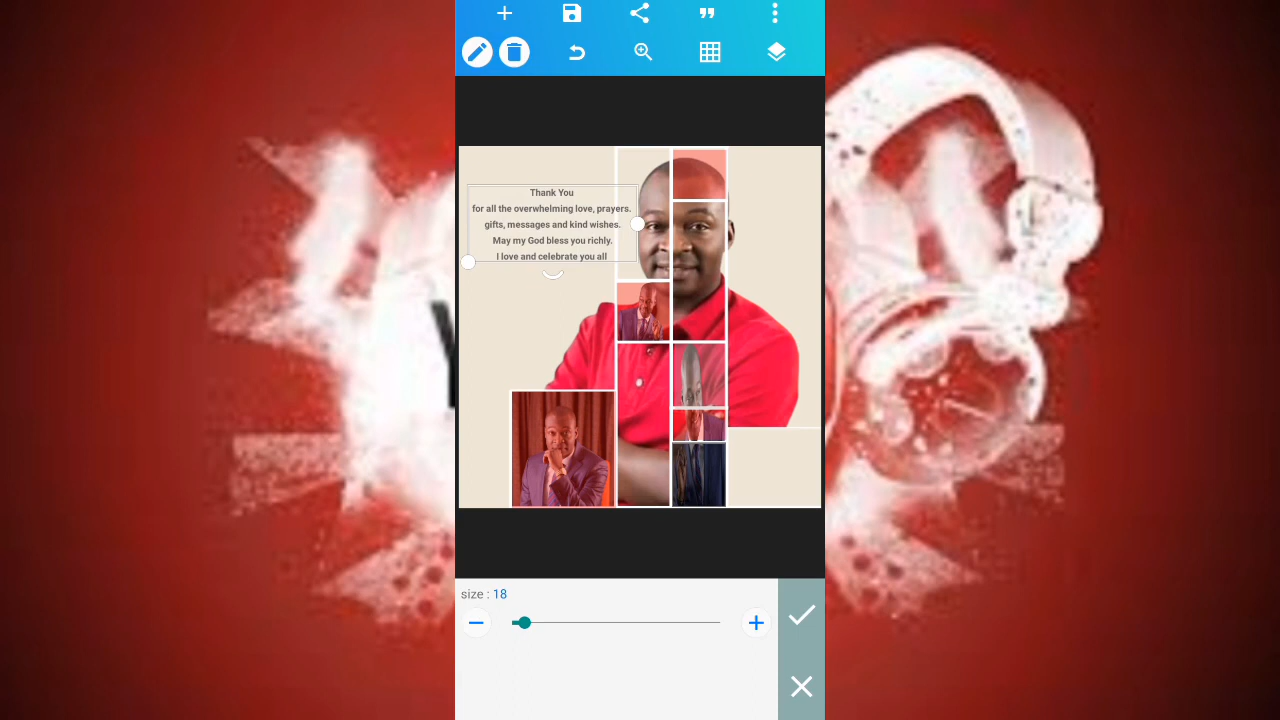 Thank You
for all the overwhelming love, prayers.
gifts, messages and kind wishes.
May my God bless you richly.
I love and celebrate you all
size : 18